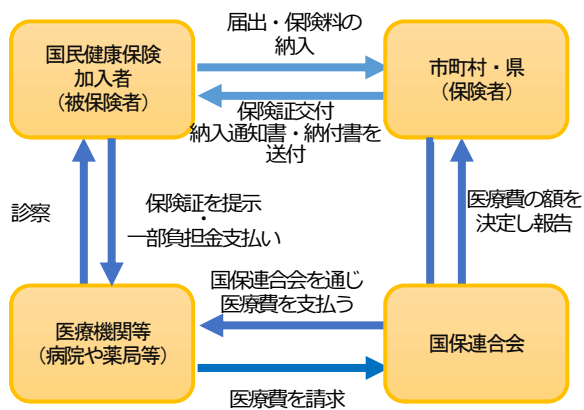 届出・保険料の
納入
国民健康保険
加入者
(被保険者)
市町村・県
(保険者)
保険証交付
納入通知書・納付書を
送付
診察
保険証を提示
・
一部負担金支払い
医療費の額を
決定し報告
国保連合会を通じ
医療費を支払う
医療機関等
(病院や薬局等)
国保連合会
医療費を請求